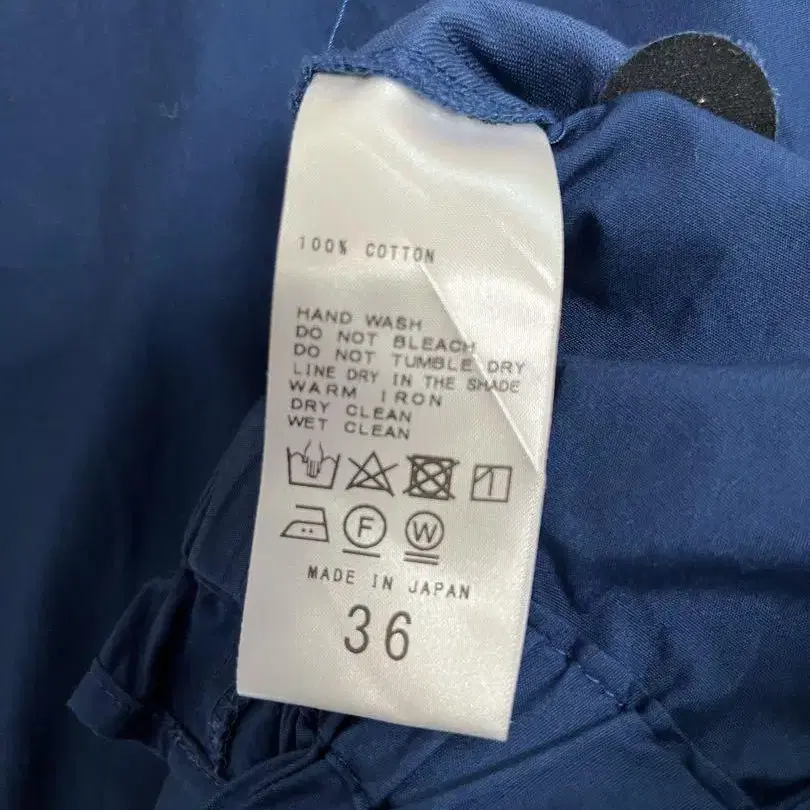 100% COTTON
HAND WASH
DO NOT BLEACH
DO NOT TUMBLE DRY
LINE DRY IN THE SHADE
WARM IRON
DRY CLEAN
WET CLEAN
F W
MADE IN JAPAN
36